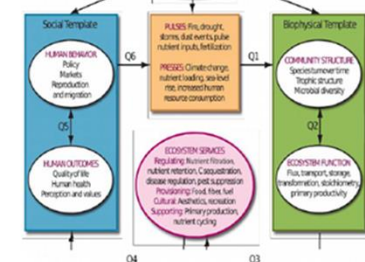 Social Template
HUMAN BEHAVIOR
Policy
Markets
Reproduction
and migration
Q5
HUMAN OUTCOMES
Quality of life
Human health
Perception and values
Q6
PULSES: Fire, drought,
storms, dust events, pulse
nutrient inputs, fertilization
PRESSES: Climate change,
nutrient loading, sea-level
rise, increased human
resource consumption
Q1
ECOSYSTEM SERVICES
Regulating: Nutrient filtration,
nutrient retention, C sequestration,
disease regulation, pest suppression
Provisioning: Food, fiber, fuel
Cultural: Aesthetics, recreation
Supporting: Primary production,
nutrient cycling
Biophysical Template
COMMUNITY STRUCTURE
Species turnover time
Trophic structure
Microbial diversity
Q2
ECOSYSTEM FUNCTION
Flux, transport, storage,
transformation, stoichiometry,
primary productivity
Q4
Q3